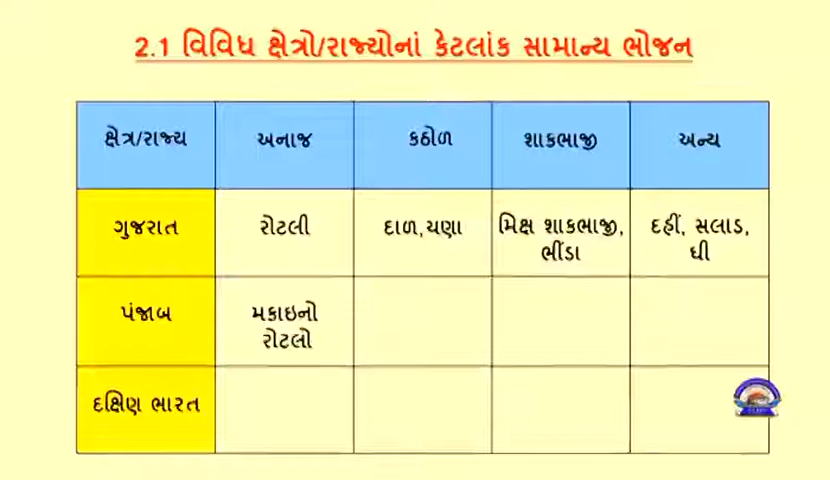 2.1 વિવિધ ક્ષેત્રો/રાજ્યોનાં કેટલાંક સામાન્ય ભોજન
ક્ષેત્ર/રાજ્ય અનાજ કઠોળ શાકભાજી અન્ય
ગુજરાત રોટલી દાળ,ચણા મિક્ષ શાકભાજી, દહીં, સલાડ,
ભીંડા ઘી
પંજાબ મકાઇનો
રોટલો
દક્ષિણ ભારત